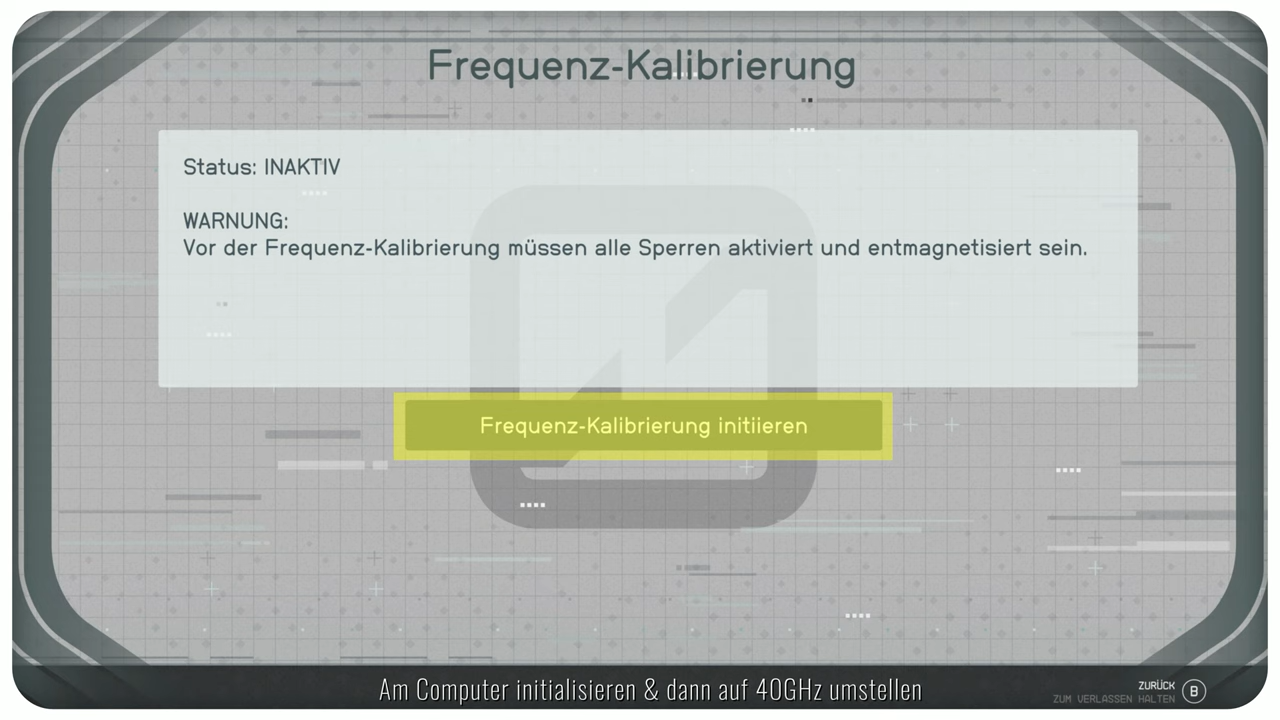 Frequenz-Kalibrierung
Status: INAKTIV
WARNUNG:
Vor der Frequenz-Kalibrierung müssen alle Sperren aktiviert und entmagnetisiert sein.
Frequenz-Kalibrierung initiieren
Am Computer initialisieren & dann auf 40GHz umstellen
ZURÜCK
ZUM VERLASSEN HALTEN
B